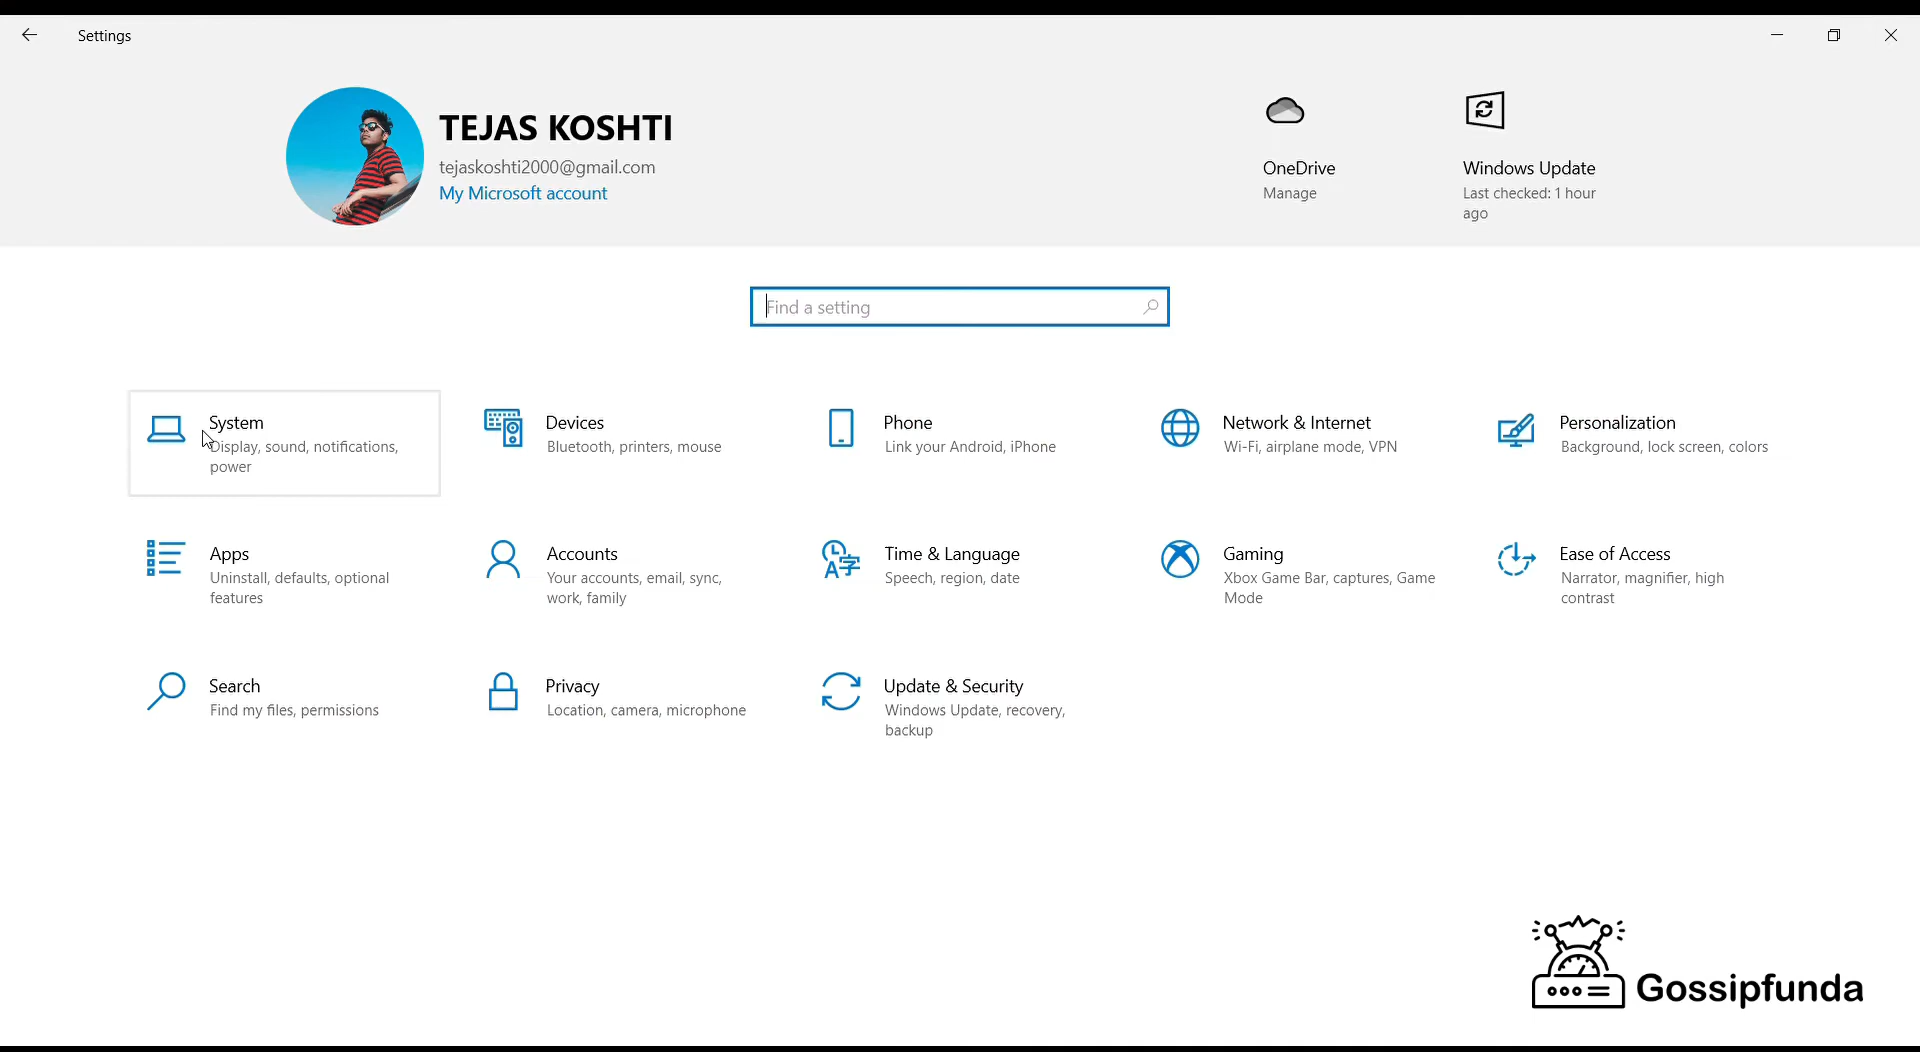 Settings
TEJAS KOSHTI
tejaskoshti2000@gmail.com
My Microsoft account
OneDrive
Manage
Windows Update
Last checked: 1 hour
ago
Find a setting
System
Display, sound, notifications,
power
Devices
Bluetooth, printers, mouse
Phone
Link your Android, iPhone
Network & Internet
Wi-Fi, airplane mode, VPN
Personalization
Background, lock screen, colors
Apps
Uninstall, defaults, optional
features
Accounts
Your accounts, email, sync,
work, family
Time & Language
Speech, region, date
Gaming
Xbox Game Bar, captures, Game
Mode
Ease of Access
Narrator, magnifier, high
contrast
Search
Find my files, permissions
Privacy
Location, camera, microphone
Update & Security
Windows Update, recovery,
backup
Gossipfunda